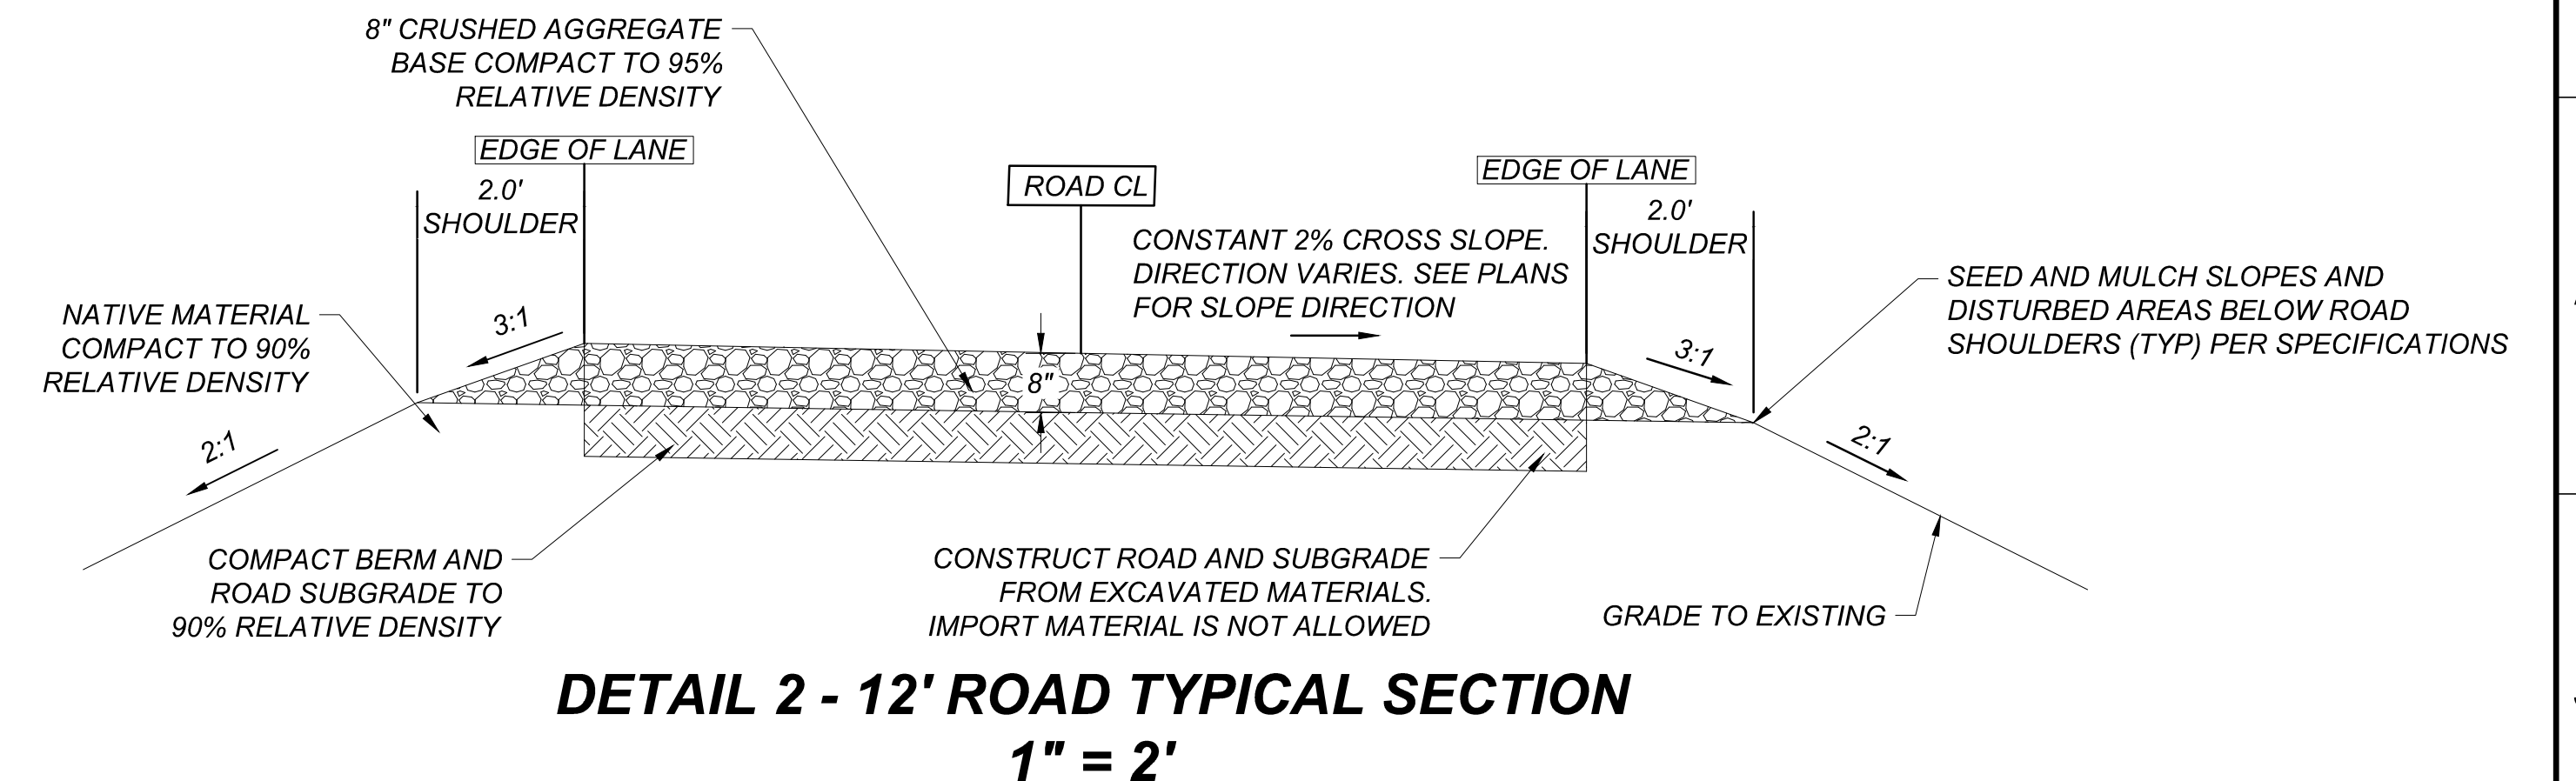 8" CRUSHED AGGREGATE
BASE COMPACT TO 95%
RELATIVE DENSITY
EDGE OF LANE
2.0'
SHOULDER
ROAD CL
EDGE OF LANE
2.0'
SHOULDER
CONSTANT 2% CROSS SLOPE.
DIRECTION VARIES. SEE PLANS
FOR SLOPE DIRECTION
SEED AND MULCH SLOPES AND
DISTURBED AREAS BELOW ROAD
SHOULDERS (TYP) PER SPECIFICATIONS
NATIVE MATERIAL
COMPACT TO 90%
RELATIVE DENSITY
3:1
3:1
8"
2:1
2:1
COMPACT BERM AND
ROAD SUBGRADE TO
90% RELATIVE DENSITY
CONSTRUCT ROAD AND SUBGRADE
FROM EXCAVATED MATERIALS.
IMPORT MATERIAL IS NOT ALLOWED
GRADE TO EXISTING
DETAIL 2 - 12' ROAD TYPICAL SECTION
1" = 2'